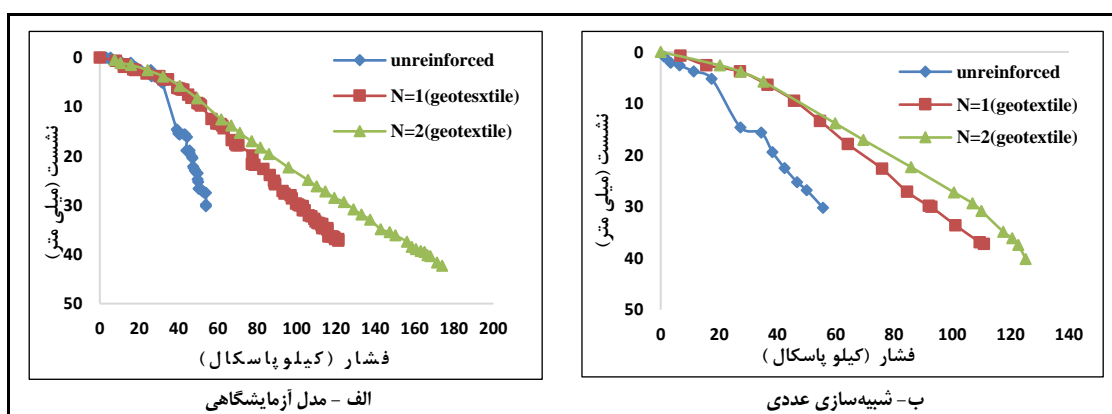 unreinforced
N=1(geotesxtile)
N=2(geotextile)
نشست (میلی متر)
0
10
20
30
40
50
0 20 40 60 80 100 120 140 160 180 200
فشار (کیلوپاسکال)
الف - مدل آزمایشگاهی
unreinforced
N=1(geotextile)
N=2(geotextile)
نشست (میلی متر)
0
10
20
30
40
50
0 20 40 60 80 100 120 140
فشار (کیلو پاسکال)
ب- شبیه‌سازی عددی